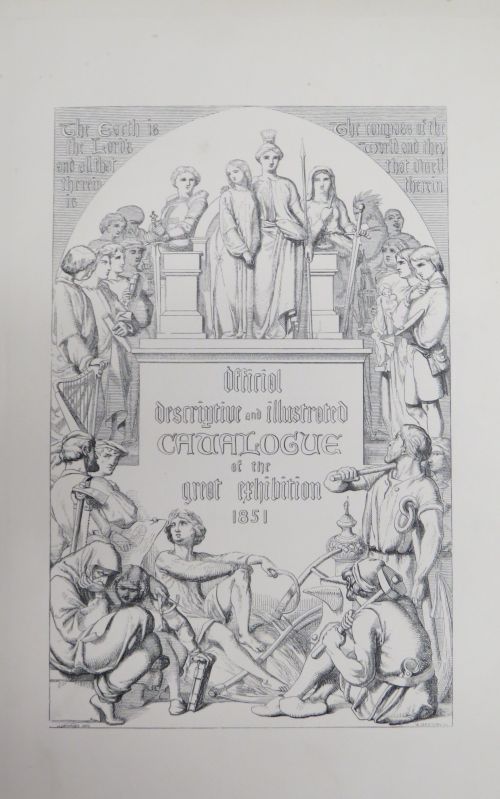 The Earth is
the Lord's
and all that
therein
is
The compass of the
world and they
that dwell
therein
Official
descriptive and illustrated
CATALOGUE
of the
great exhibition
1851